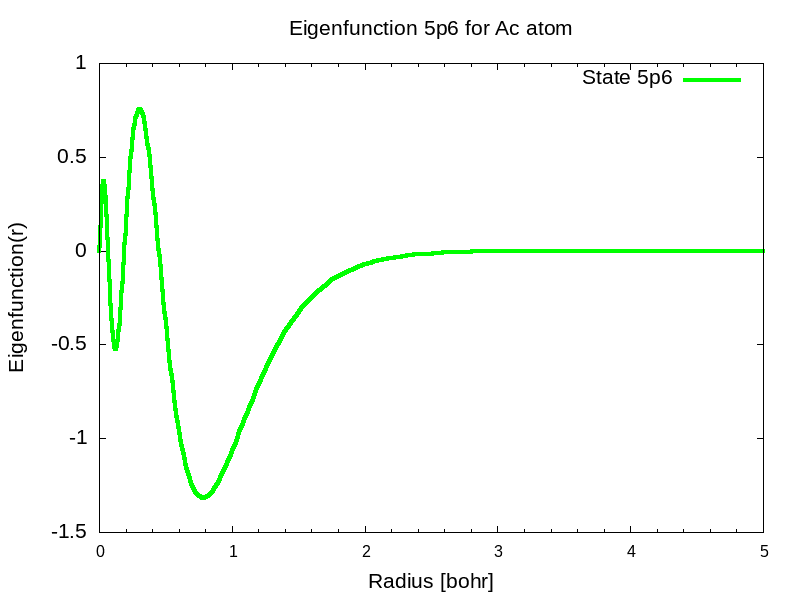 Eigenfunction 5p6 for Ac atom
State 5p6
1
0.5
0
-0.5
-1
-1.5
Eigenfunction(r)
0 1 2 3 4 5
Radius [bohr]